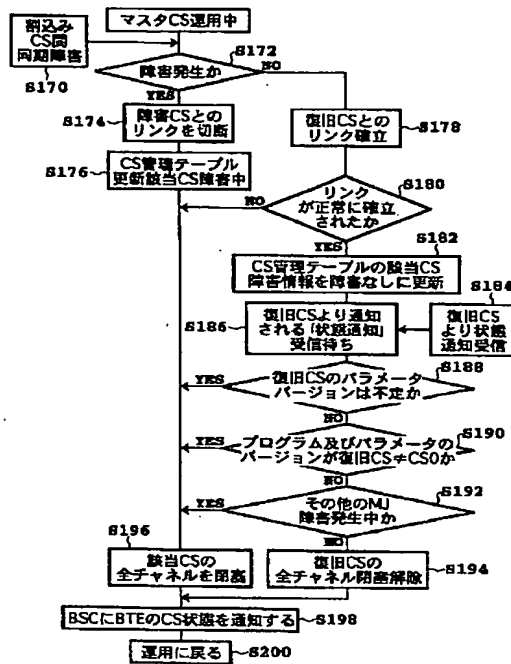 マスタCS運用中
割込み
CS間
同期障害
S170
S172
障害発生か
NO
YES
S174
障害CSとの
リンクを切断
復旧CSとの
リンク確立
S178
S176
CS管理テーブル
更新該当CS障害中
S180
リンク
が正常に確立
されたか
NO
YES
S182
CS管理テーブルの該当CS
障害情報を障害なしに更新
S184
S186
復旧CSより通知
される「状態通知」
受信待ち
復旧CS
より状態
通知受信
S188
YES
復旧CSのパラメータ
バージョンは不定か
NO
S190
YES
プログラム及びパラメータの
バージョンが復旧CS≠CS0か
NO
S192
YES
その他のMJ
障害発生中か
NO
S196
該当CSの
全チャネルを閉塞
復旧CSの
全チャネル閉塞解除
S194
BSCにBTEのCS状態を通知する
S198
運用に戻る
S200